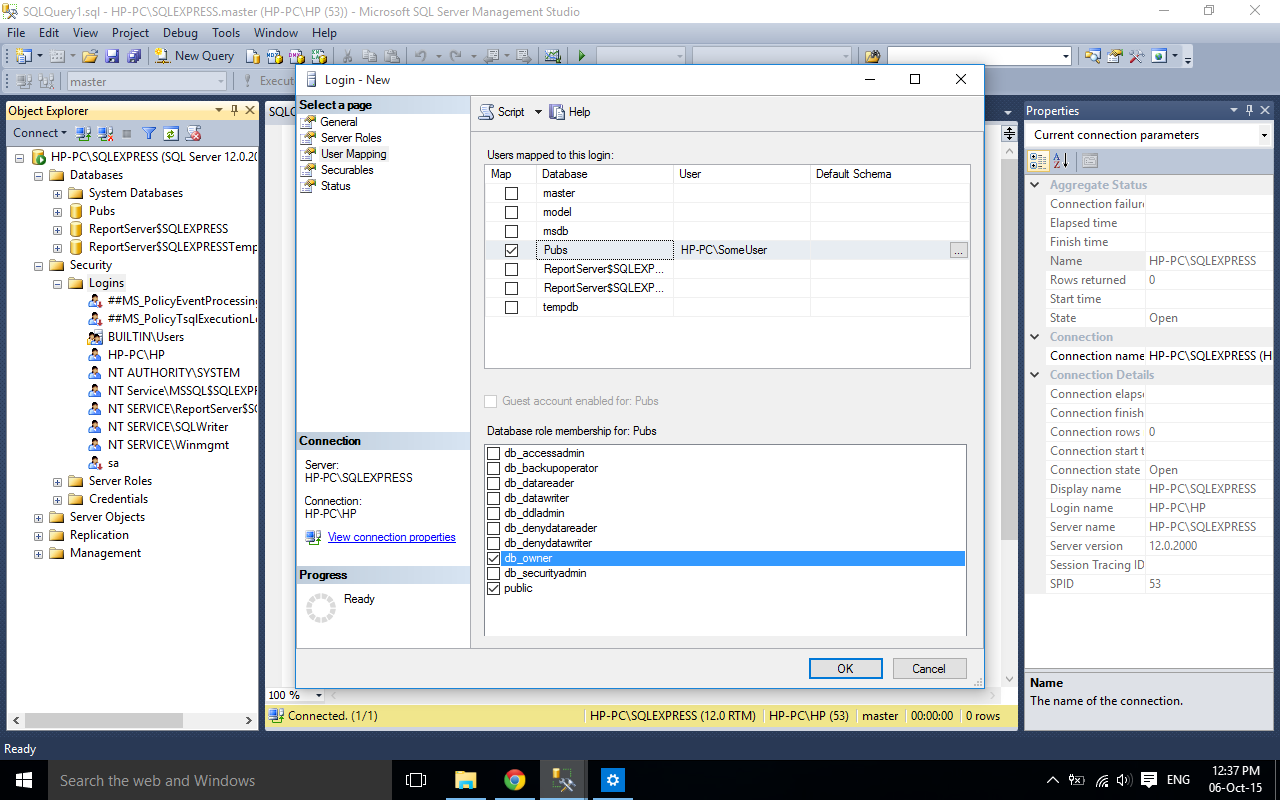 SQLQuery1.sql - HP-PC\SQLEXPRESS.master (HP-PC\HP (53)) - Microsoft SQL Server Management Studio
File Edit View Project Debug Tools Window Help
New Query
master
Execut
Object Explorer
Connect
HP-PC\SQLEXPRESS (SQL Server 12.0.20
Databases
System Databases
Pubs
ReportServer$SQLEXPRESS
ReportServer$SQLEXPRESSTemp
Security
Logins
##MS_PolicyEventProcessing
##MS_PolicyTsqlExecutionLo
BUILTIN\Users
HP-PC\HP
NT AUTHORITY\SYSTEM
NT Service\MSSQL$SQLEXPR
NT SERVICE\ReportServer$SQ
NT SERVICE\SQLWriter
NT SERVICE\Winmgmt
sa
Server Roles
Credentials
Server Objects
Replication
Management
SQLC
Login - New
Select a page
General
Server Roles
User Mapping
Securables
Status
Connection
Server:
HP-PC\SQLEXPRESS
Connection:
HP-PC\HP
View connection properties
Progress
Ready
Script Help
Users mapped to this login:
Map Database User Default Schema
master
model
msdb
Pubs HP-PC\SomeUser ...
ReportServer$SQLEXP...
ReportServer$SQLEXP...
tempdb
Guest account enabled for: Pubs
Database role membership for: Pubs
db_accessadmin
db_backupoperator
db_datareader
db_datawriter
db_ddladmin
db_denydatareader
db_denydatawriter
db_owner
db_securityadmin
public
OK Cancel
100 %
Connected. (1/1) HP-PC\SQLEXPRESS (12.0 RTM) HP-PC\HP (53) master 00:00:00 0 rows
Properties
Current connection parameters
Aggregate Status
Connection failure
Elapsed time
Finish time
Name HP-PC\SQLEXPRESS
Rows returned 0
Start time
State Open
Connection
Connection name HP-PC\SQLEXPRESS (H
Connection Details
Connection elaps
Connection finish
Connection rows 0
Connection start t
Connection state Open
Display name HP-PC\SQLEXPRESS
Login name HP-PC\HP
Server name HP-PC\SQLEXPRESS
Server version 12.0.2000
Session Tracing ID
SPID 53
Name
The name of the connection.
Ready
Search the web and Windows
ENG
12:37 PM
06-Oct-15